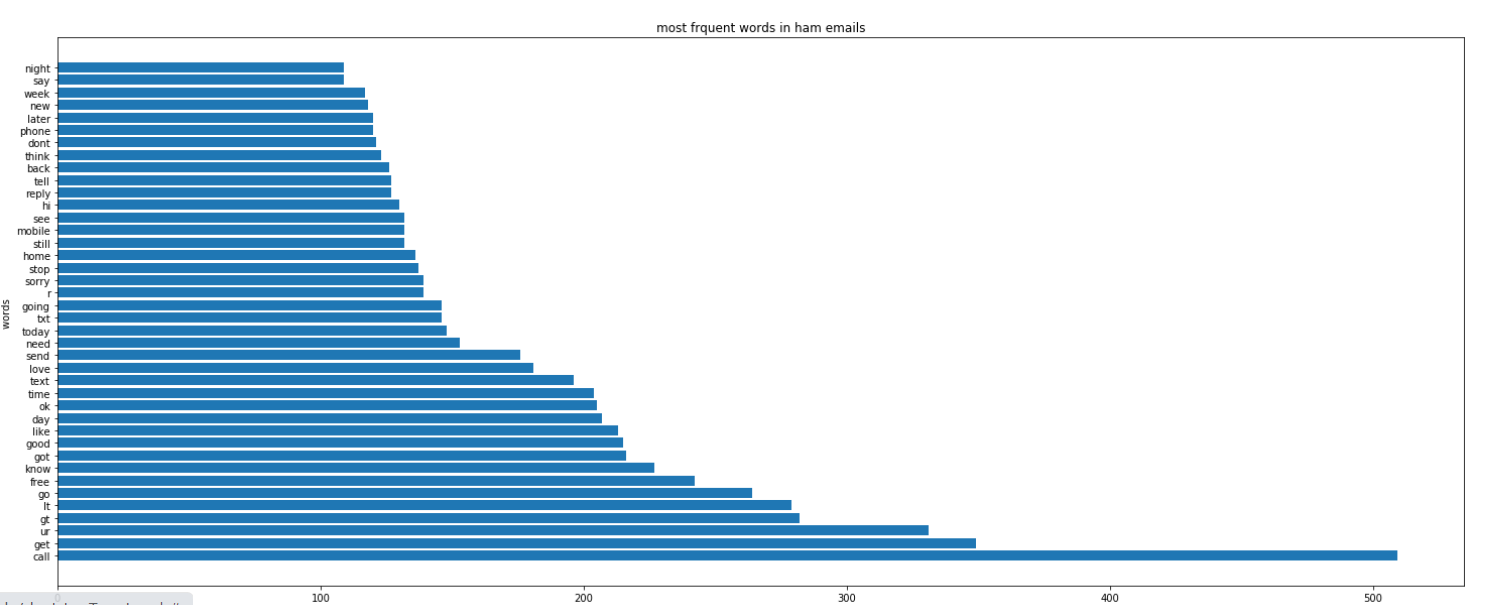 most frquent words in ham emails
night
say
week
new
later
phone
dont
think
back
tell
reply
hi
see
mobile
still
home
stop
sorry
r
going
txt
today
need
send
love
text
time
ok
day
like
good
got
know
free
go
lt
gt
ur
get
call
words
100 200 300 400 500